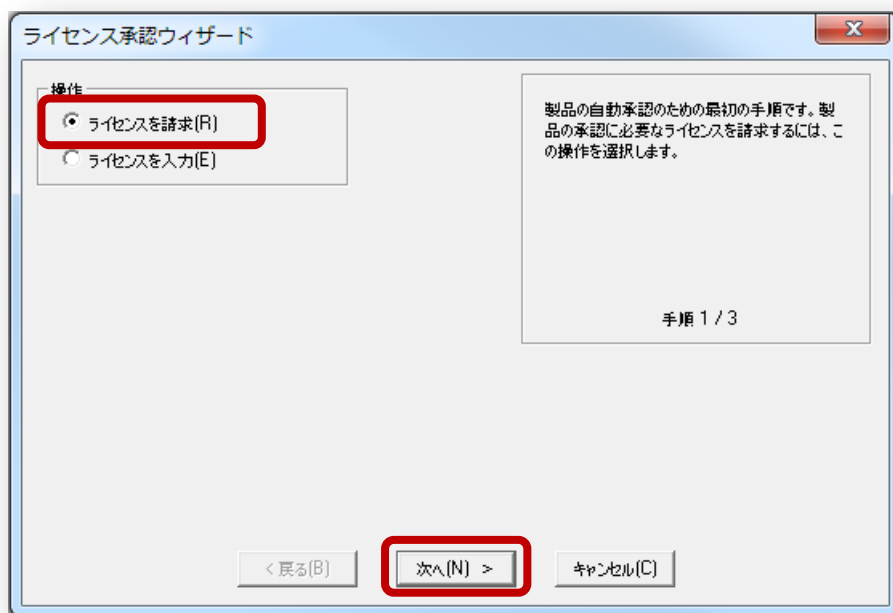 ライセンス承認ウィザード
操作
ライセンスを請求(R)
ライセンスを入力(E)
製品の自動承認のための最初の手順です。製
品の承認に必要なライセンスを請求するには、こ
の操作を選択します。
手順 1 / 3
< 戻る(B)
次へ(N) >
キャンセル(C)